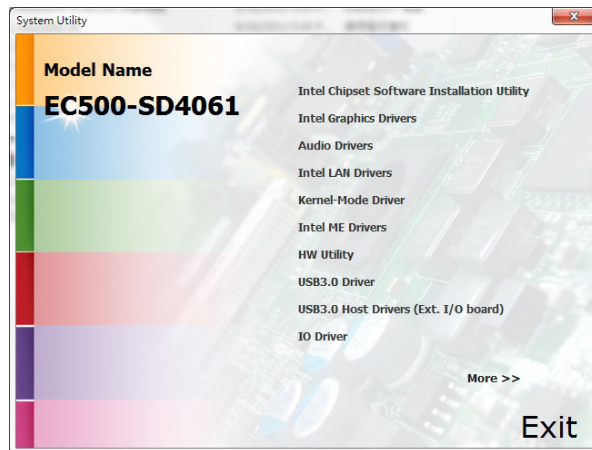 System Utility
Model Name
EC500-SD4061
Intel Chipset Software Installation Utility
Intel Graphics Drivers
Audio Drivers
Intel LAN Drivers
Kernel-Mode Driver
Intel ME Drivers
HW Utility
USB3.0 Driver
USB3.0 Host Drivers (Ext. I/O board)
IO Driver
More >>
Exit